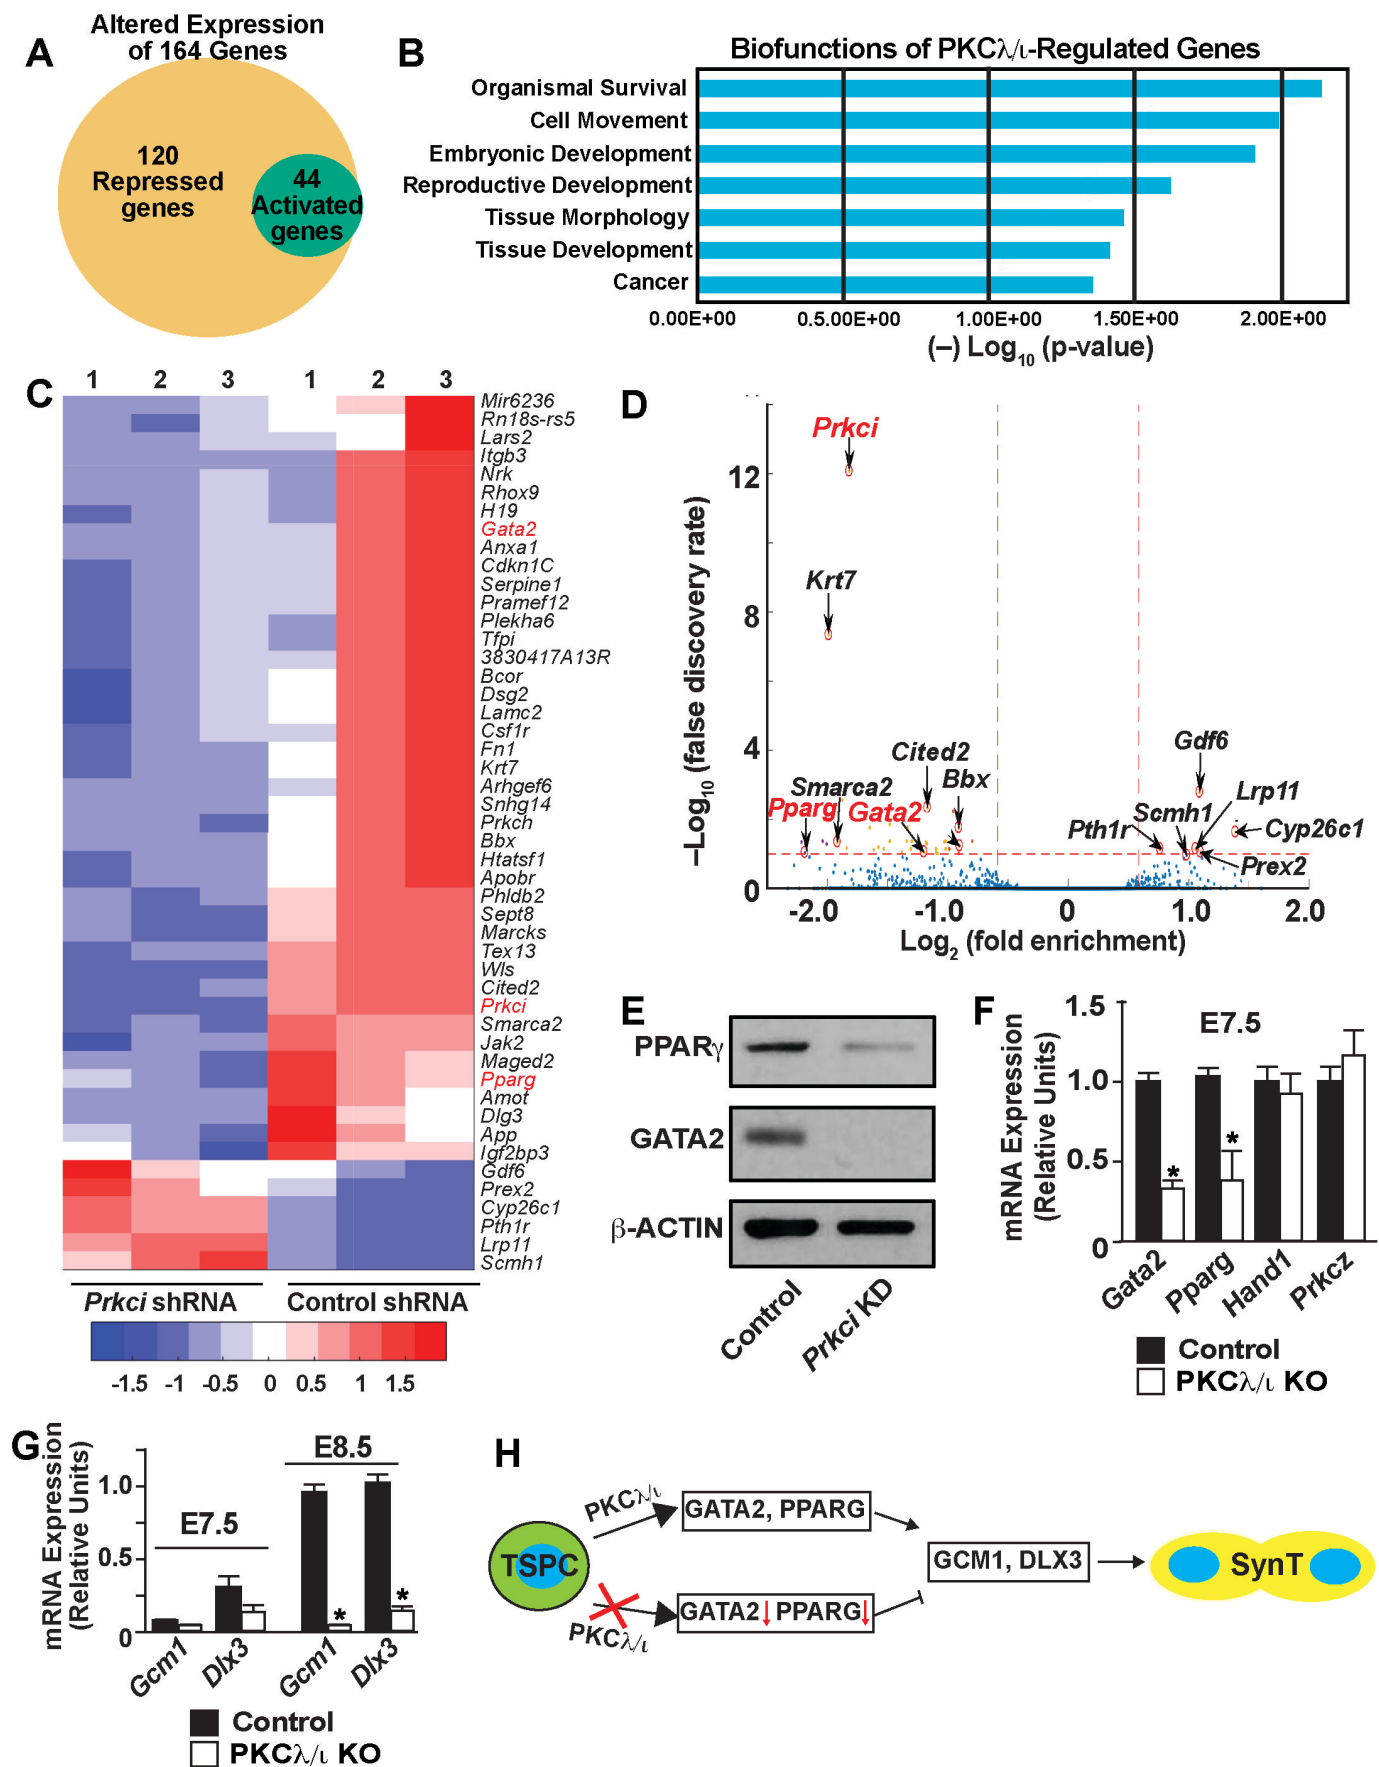 A
Altered Expression
of 164 Genes
120
Repressed
genes
44
Activated
genes
B
Biofunctions of PKCλ/ι-Regulated Genes
Organismal Survival
Cell Movement
Embryonic Development
Reproductive Development
Tissue Morphology
Tissue Development
Cancer
0.00E+00 0.5.00E+00 1.00E+00 1.50E+00 2.00E+00
(–) Log10 (p-value)
C
1 2 3 1 2 3
Mir6236
Rn18s-rs5
Lars2
Itgb3
Nrk
Rhox9
H19
Gata2
Anxa1
Cdkn1C
Serpine1
Pramef12
Plekha6
Tfpi
3830417A13R
Bcor
Dsg2
Lamc2
Csf1r
Fn1
Krt7
Arhgef6
Snhg14
Prkch
Bbx
Htatsf1
Apobr
Phldb2
Sept8
Marcks
Tex13
Wls
Cited2
Prkci
Smarca2
Jak2
Maged2
Pparg
Amot
Dlg3
App
Igf2bp3
Gdf6
Prex2
Cyp26c1
Pth1r
Lrp11
Scmh1
Prkci shRNA Control shRNA
-1.5 -1 -0.5 0 0.5 1 1.5
D
–Log10 (false discovery rate)
12
8
4
0
Prkci
Krt7
Cited2
Bbx
Smarca2
Pparg
Gata2
Gdf6
Lrp11
Scmh1
Pth1r
Cyp26c1
Prex2
-2.0 -1.0 0 1.0 2.0
Log2 (fold enrichment)
E
PPARγ
GATA2
β-ACTIN
Control
Prkci KD
F
mRNA Expression
(Relative Units)
1.5
1.0
0.5
0
E7.5
*
*
Gata2
Pparg
Hand1
Prkcz
Control
PKCλ/ι KO
G
mRNA Expression
(Relative Units)
1.0
0.5
0
E7.5
E8.5
*
*
Gcm1
Dlx3
Gcm1
Dlx3
Control
PKCλ/ι KO
H
TSPC
PKCλ/ι
GATA2, PPARG
PKCλ/ι
GATA2↓ PPARG↓
GCM1, DLX3
SynT